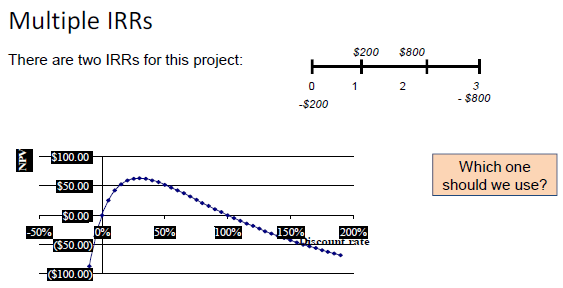 Multiple IRRs
There are two IRRs for this project:
$200 $800
0 1 2 3
-$200 - $800
NPV
$100.00
$50.00
$0.00
-50% 0% 50% 100% 150% 200%
($50.00)
Discount rate
($100.00)
Which one
should we use?